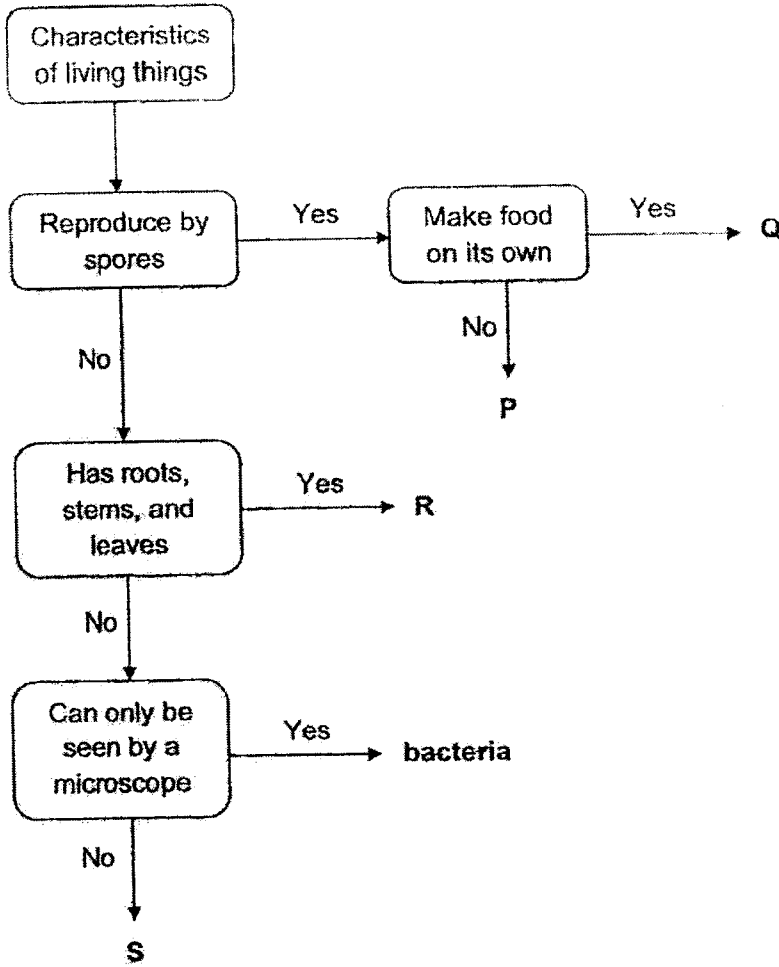 Characteristics
of living things
Reproduce by
spores
Yes
Make food
on its own
Yes
Q
No
P
No
Has roots,
stems, and
leaves
Yes
R
No
Can only be
seen by a
microscope
Yes
bacteria
No
S